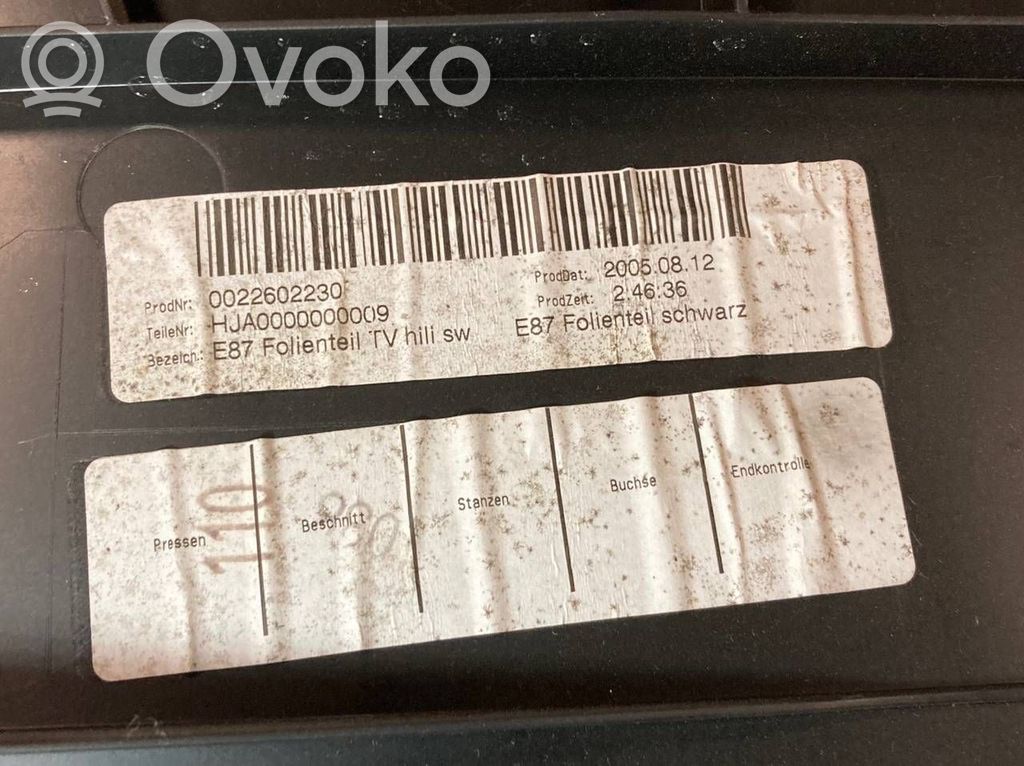 Ovoko
ProdNr: 0022602230 ProdDat: 2005.08.12
TeileNr: HJA0000000009 ProdZeit: 2:46:36
Bezeich.: E87 Folienteil TV hili sw E87 Folienteil schwarz
Pressen Beschnitt Stanzen Buchse Endkontrolle
110